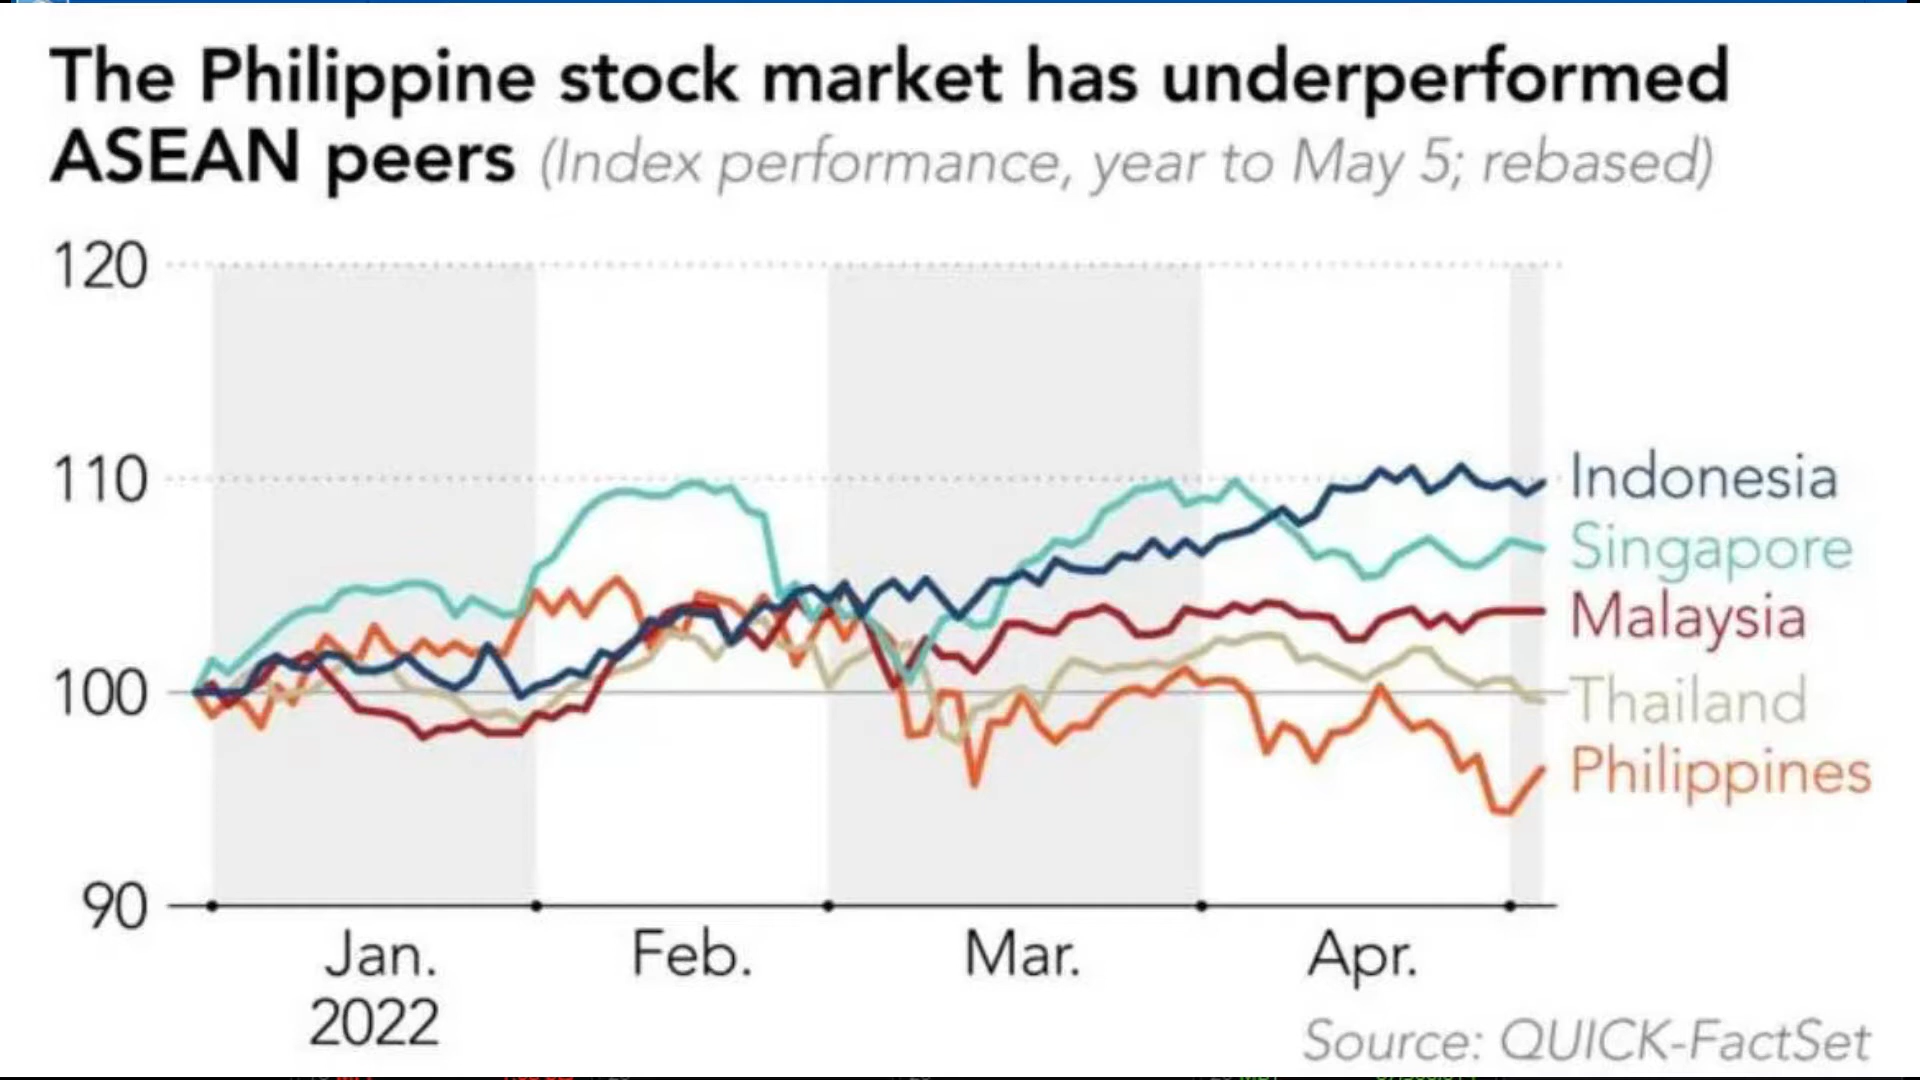 The Philippine stock market has underperformed
ASEAN peers (Index performance, year to May 5; rebased)
120
110
100
90
Indonesia
Singapore
Malaysia
Thailand
Philippines
Jan. Feb. Mar. Apr.
2022
Source: QUICK-FactSet